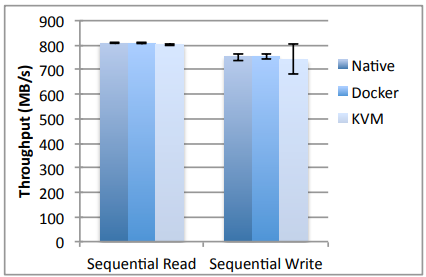 900
800
700
600
500
400
300
200
100
0
Throughput (MB/s)
Sequential Read
Sequential Write
Native
Docker
KVM